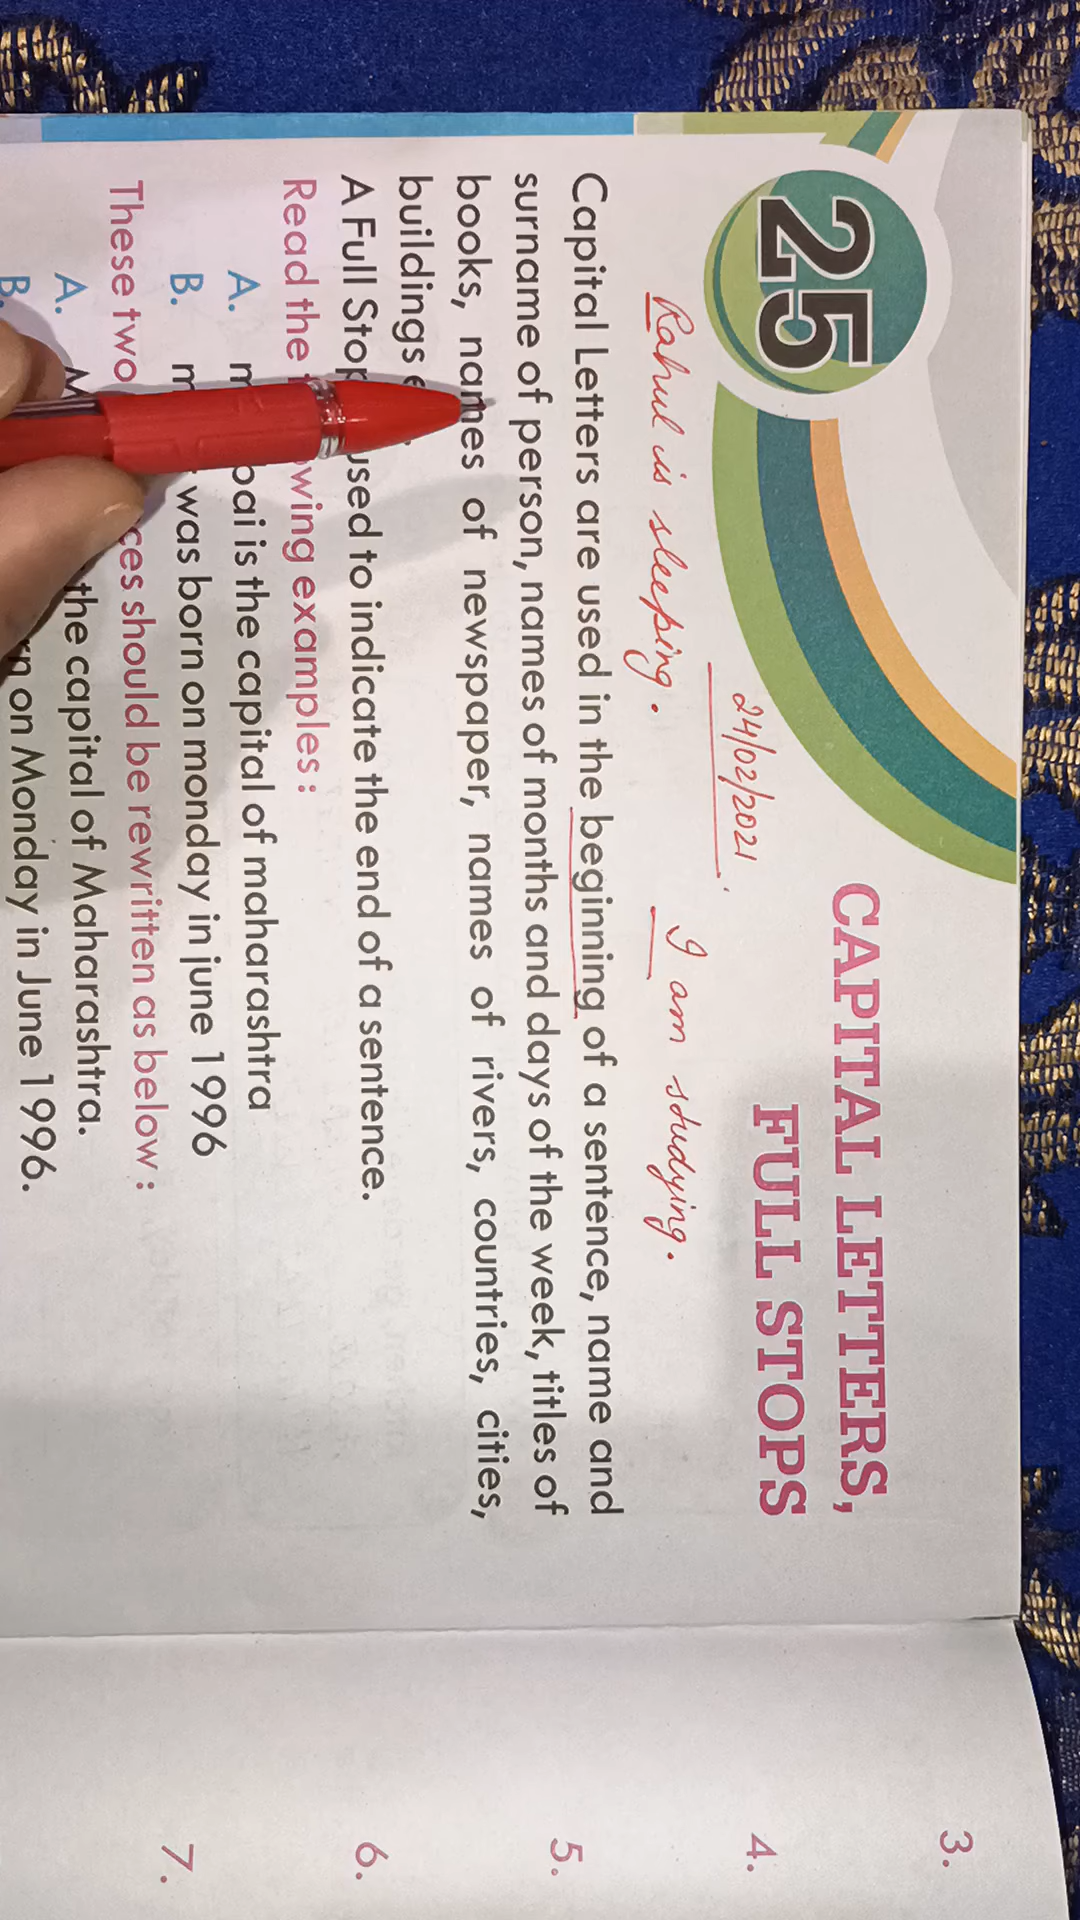 25
CAPITAL LETTERS,
FULL STOPS
24/02/2021
Rahul is sleeping. I am studying.
Capital Letters are used in the beginning of a sentence, name and
surname of person, names of months and days of the week, titles of
books, names of newspaper, names of rivers, countries, cities,
buildings
A Full Stop used to indicate the end of a sentence.
Read the examples :
A. is the capital of maharashtra
B. was born on monday in june 1996
These two should be rewritten as below :
A. the capital of Maharashtra.
B. on Monday in June 1996.
3.
4.
5.
6.
7.